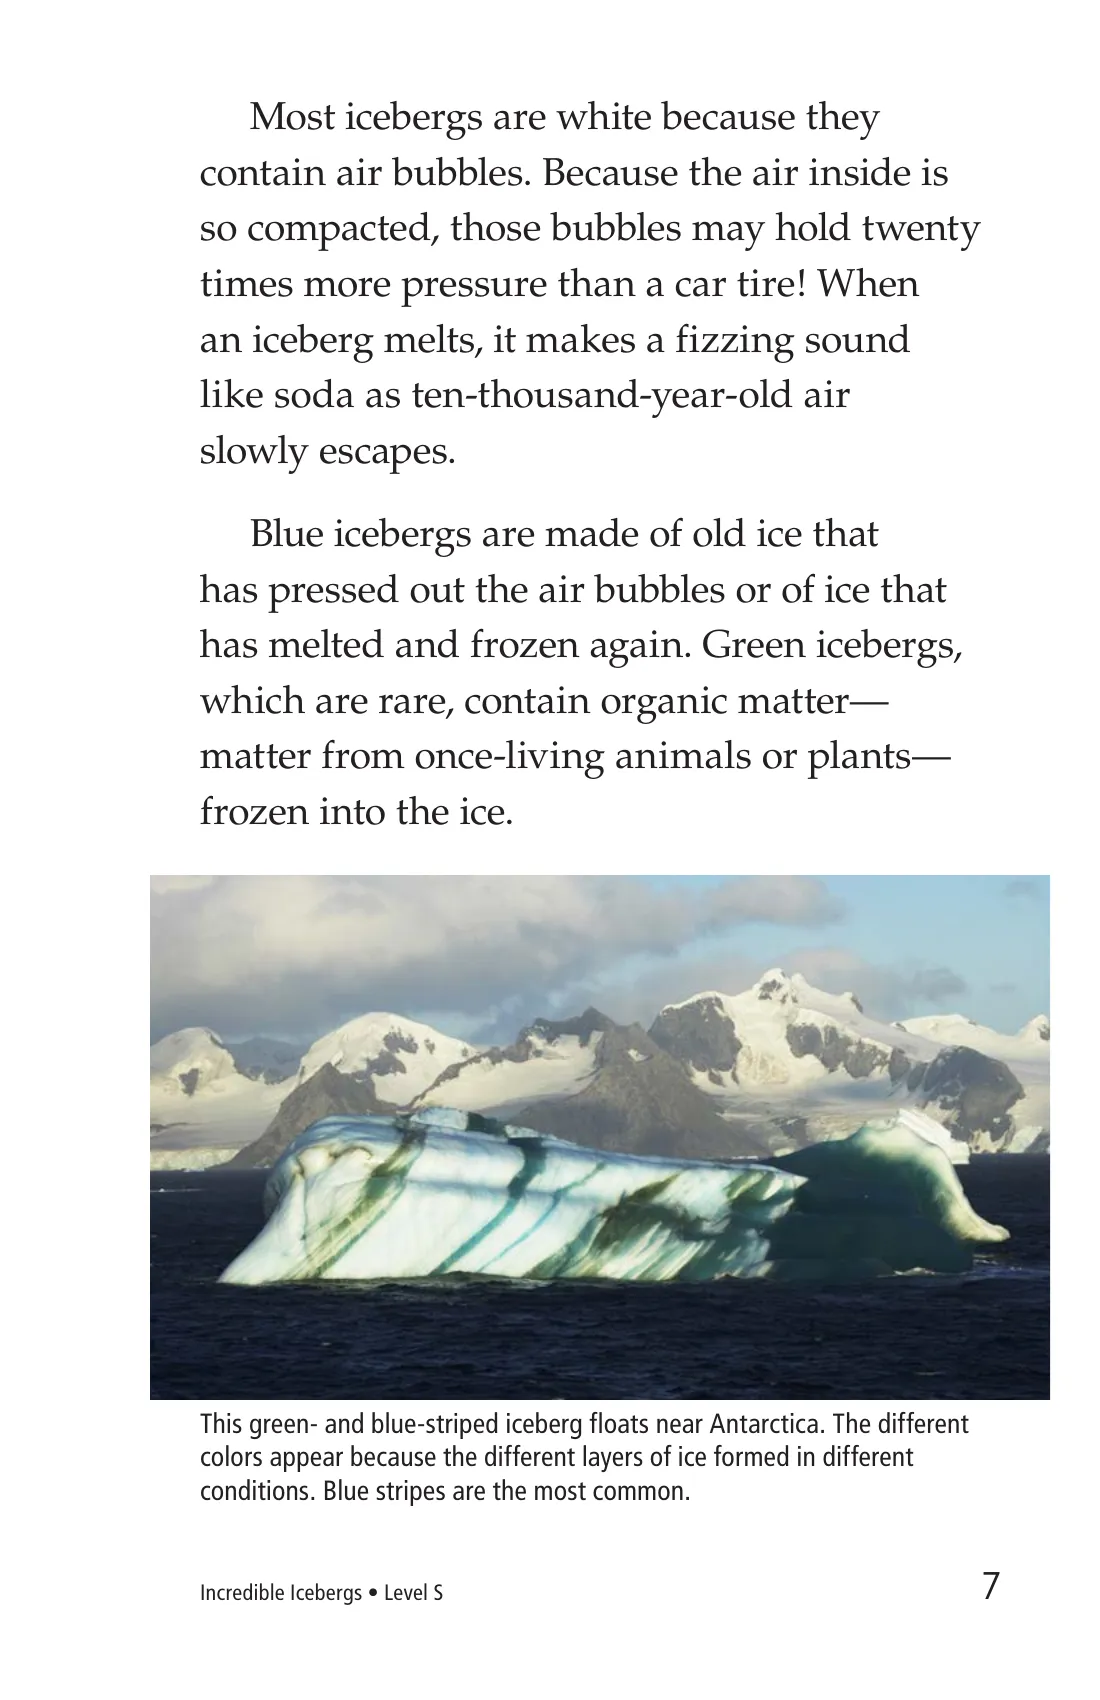 Most icebergs are white because they
contain air bubbles. Because the air inside is
so compacted, those bubbles may hold twenty
times more pressure than a car tire! When
an iceberg melts, it makes a fizzing sound
like soda as ten-thousand-year-old air
slowly escapes.
Blue icebergs are made of old ice that
has pressed out the air bubbles or of ice that
has melted and frozen again. Green icebergs,
which are rare, contain organic matter—
matter from once-living animals or plants—
frozen into the ice.
This green- and blue-striped iceberg floats near Antarctica. The different
colors appear because the different layers of ice formed in different
conditions. Blue stripes are the most common.
Incredible Icebergs • Level S 7